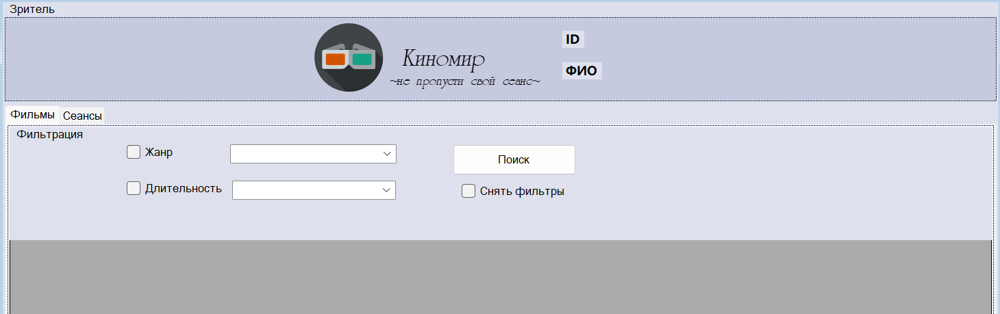 Зритель
Киномир
~не пропусти свой сеанс~
ID
ФИО
Фильмы
Сеансы
Фильтрация
Жанр
Поиск
Длительность
Снять фильтры